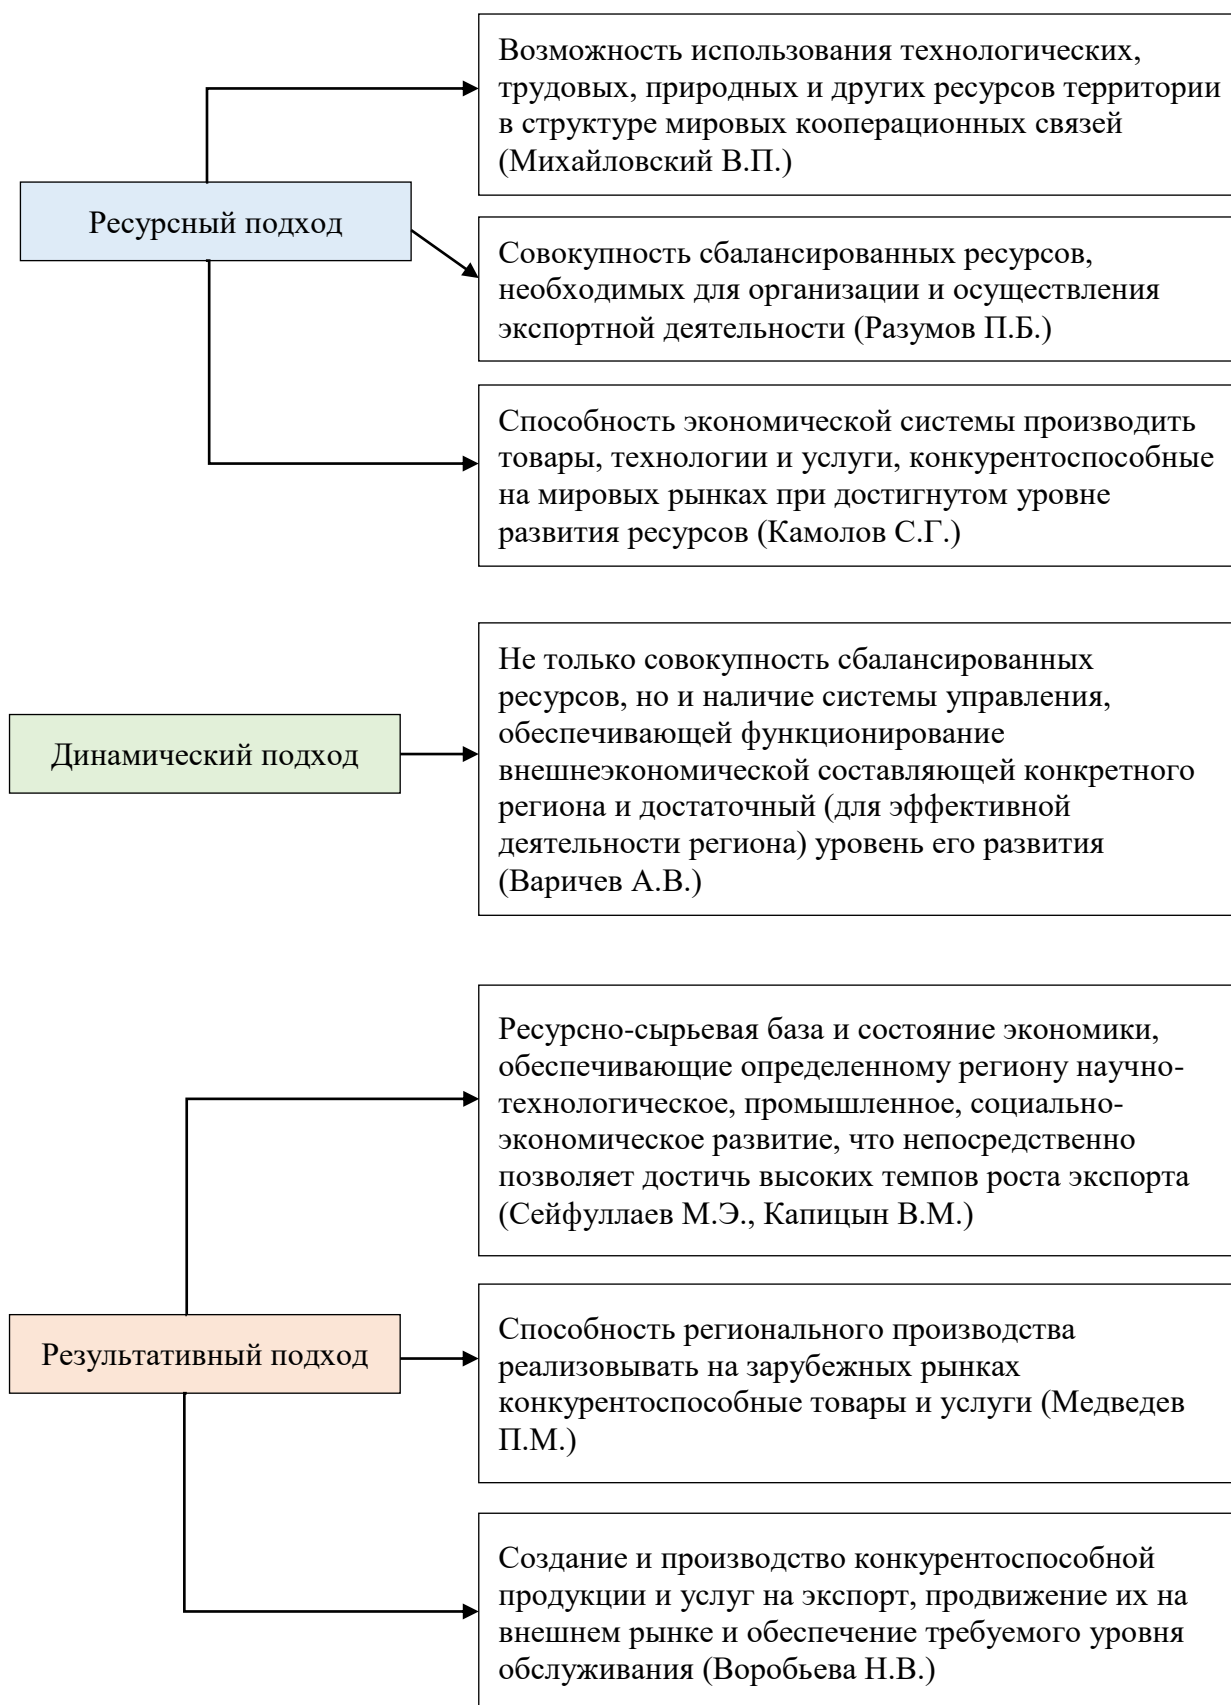 Возможность использования технологических,
трудовых, природных и других ресурсов территории
в структуре мировых кооперационных связей
(Михайловский В.П.)
Ресурсный подход
Совокупность сбалансированных ресурсов,
необходимых для организации и осуществления
экспортной деятельности (Разумов П.Б.)
Способность экономической системы производить
товары, технологии и услуги, конкурентоспособные
на мировых рынках при достигнутом уровне
развития ресурсов (Камолов С.Г.)
Динамический подход
Не только совокупность сбалансированных
ресурсов, но и наличие системы управления,
обеспечивающей функционирование
внешнеэкономической составляющей конкретного
региона и достаточный (для эффективной
деятельности региона) уровень его развития
(Варичев А.В.)
Ресурсно-сырьевая база и состояние экономики,
обеспечивающие определенному региону научно-
технологическое, промышленное, социально-
экономическое развитие, что непосредственно
позволяет достичь высоких темпов роста экспорта
(Сейфуллаев М.Э., Капицын В.М.)
Результативный подход
Способность регионального производства
реализовывать на зарубежных рынках
конкурентоспособные товары и услуги (Медведев
П.М.)
Создание и производство конкурентоспособной
продукции и услуг на экспорт, продвижение их на
внешнем рынке и обеспечение требуемого уровня
обслуживания (Воробьева Н.В.)